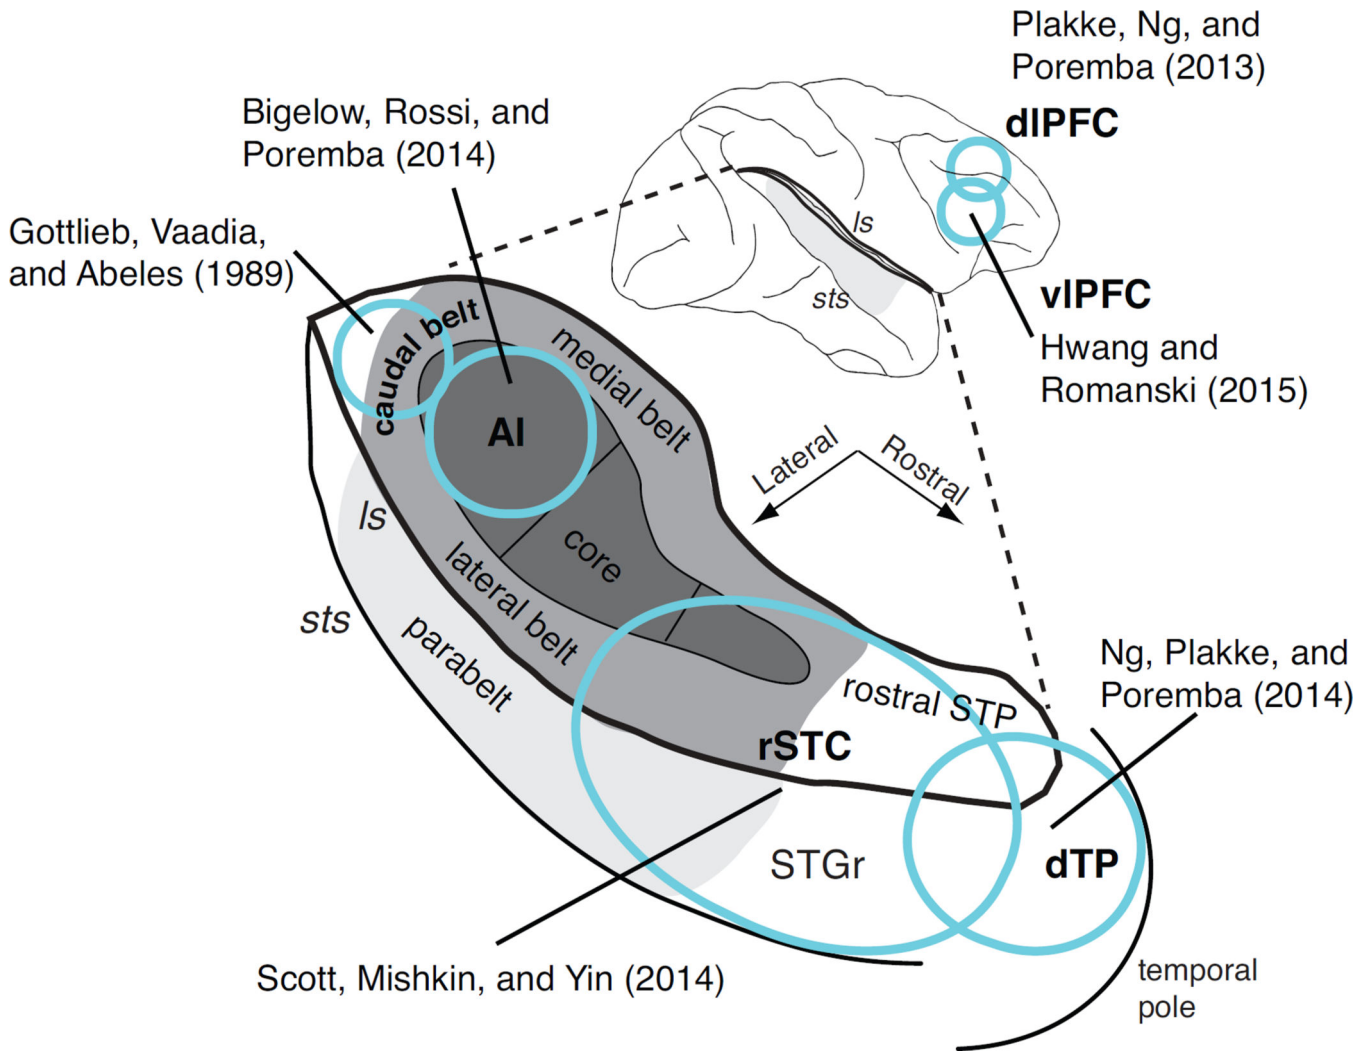 Plakke, Ng, and
Poremba (2013)
dlPFC
Bigelow, Rossi, and
Poremba (2014)
Gottlieb, Vaadia,
and Abeles (1989)
ls
sts
vlPFC
Hwang and
Romanski (2015)
caudal belt
medial belt
AI
Lateral
Rostral
ls
core
lateral belt
sts
parabelt
Ng, Plakke, and
Poremba (2014)
rostral STP
rSTC
STGr
dTP
Scott, Mishkin, and Yin (2014)
temporal
pole